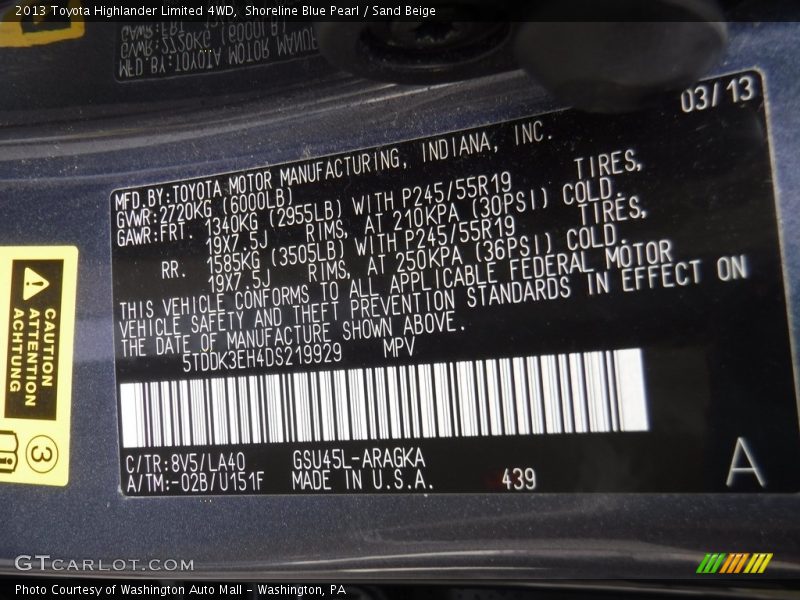 2013 Toyota Highlander Limited 4WD, Shoreline Blue Pearl / Sand Beige
03/13
MFD.BY:TOYOTA MOTOR MANUFACTURING, INDIANA, INC.
GVWR:2720KG (6000LB)
GAWR:FRT. 1340KG (2955LB) WITH P245/55R19 TIRES,
19X7.5J RIMS, AT 210KPA (30PSI) COLD.
RR. 1585KG (3505LB) WITH P245/55R19 TIRES,
19X7.5J RIMS, AT 250KPA (36PSI) COLD.
THIS VEHICLE CONFORMS TO ALL APPLICABLE FEDERAL MOTOR
VEHICLE SAFETY AND THEFT PREVENTION STANDARDS IN EFFECT ON
THE DATE OF MANUFACTURE SHOWN ABOVE.
5TDDK3EH4DS219929 MPV
C/TR:8V5/LA40 GSU45L-ARAGKA
A/TM:-02B/U151F MADE IN U.S.A. 439
A
CAUTION
ATTENTION
ACHTUNG
3
GTCARLOT.COM
Photo Courtesy of Washington Auto Mall - Washington, PA